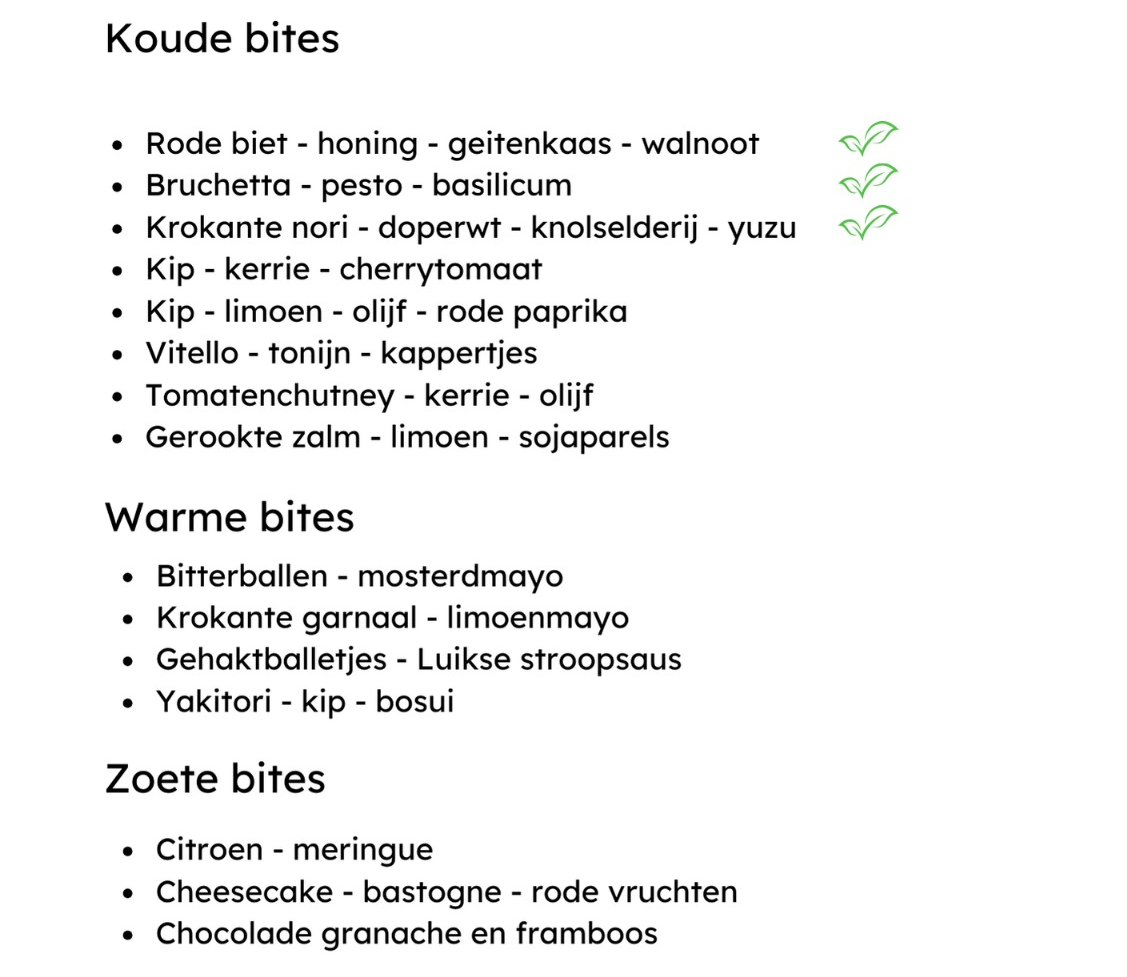 Koude bites
• Rode biet - honing - geitenkaas - walnoot
• Bruchetta - pesto - basilicum
• Krokante nori - doperwt - knolselderij - yuzu
• Kip - kerrie - cherrytomaat
• Kip - limoen - olijf - rode paprika
• Vitello - tonijn - kappertjes
• Tomatenchutney - kerrie - olijf
• Gerookte zalm - limoen - sojaparels
Warme bites
• Bitterballen - mosterdmayo
• Krokante garnaal - limoenmayo
• Gehaktballetjes - Luikse stroopsaus
• Yakitori - kip - bosui
Zoete bites
• Citroen - meringue
• Cheesecake - bastogne - rode vruchten
• Chocolade granache en framboos